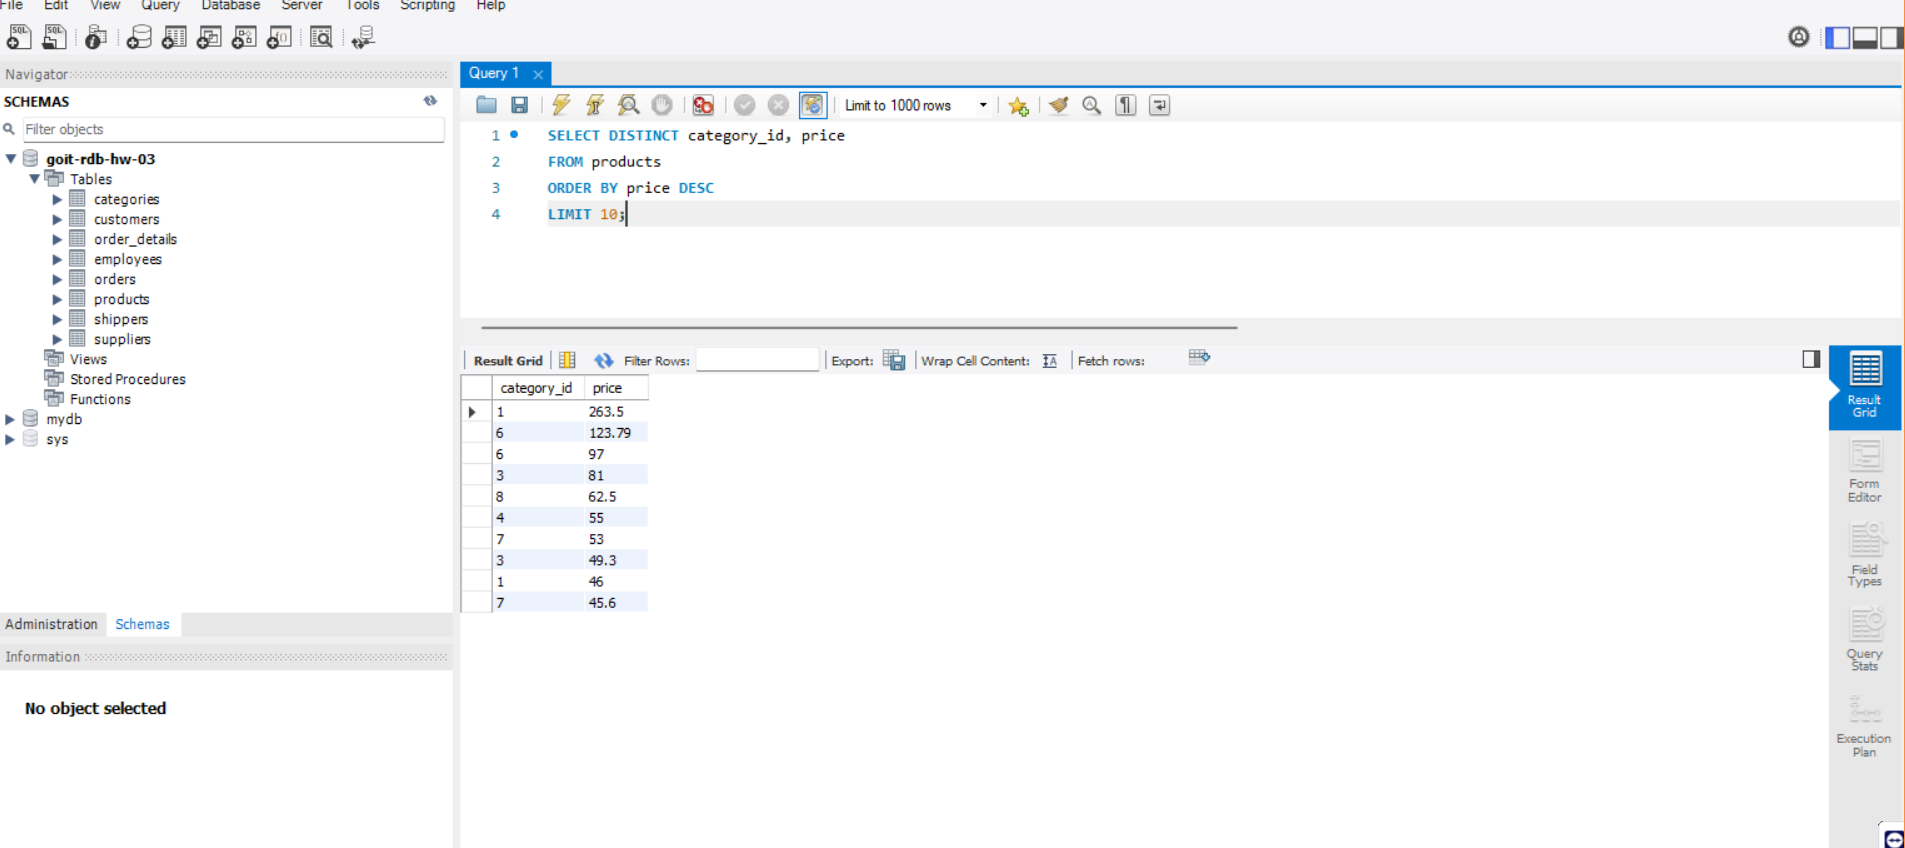 File Edit View Query Database Server Tools Scripting Help
Navigator
SCHEMAS
Filter objects
goit-rdb-hw-03
Tables
categories
customers
order_details
employees
orders
products
shippers
suppliers
Views
Stored Procedures
Functions
mydb
sys
Administration Schemas
Information
No object selected
Query 1
Limit to 1000 rows
1 SELECT DISTINCT category_id, price
2 FROM products
3 ORDER BY price DESC
4 LIMIT 10;
Result Grid Filter Rows: Export: Wrap Cell Content: Fetch rows:
category_id price
1 263.5
6 123.79
6 97
3 81
8 62.5
4 55
7 53
3 49.3
1 46
7 45.6
Result
Grid
Form
Editor
Field
Types
Query
Stats
Execution
Plan